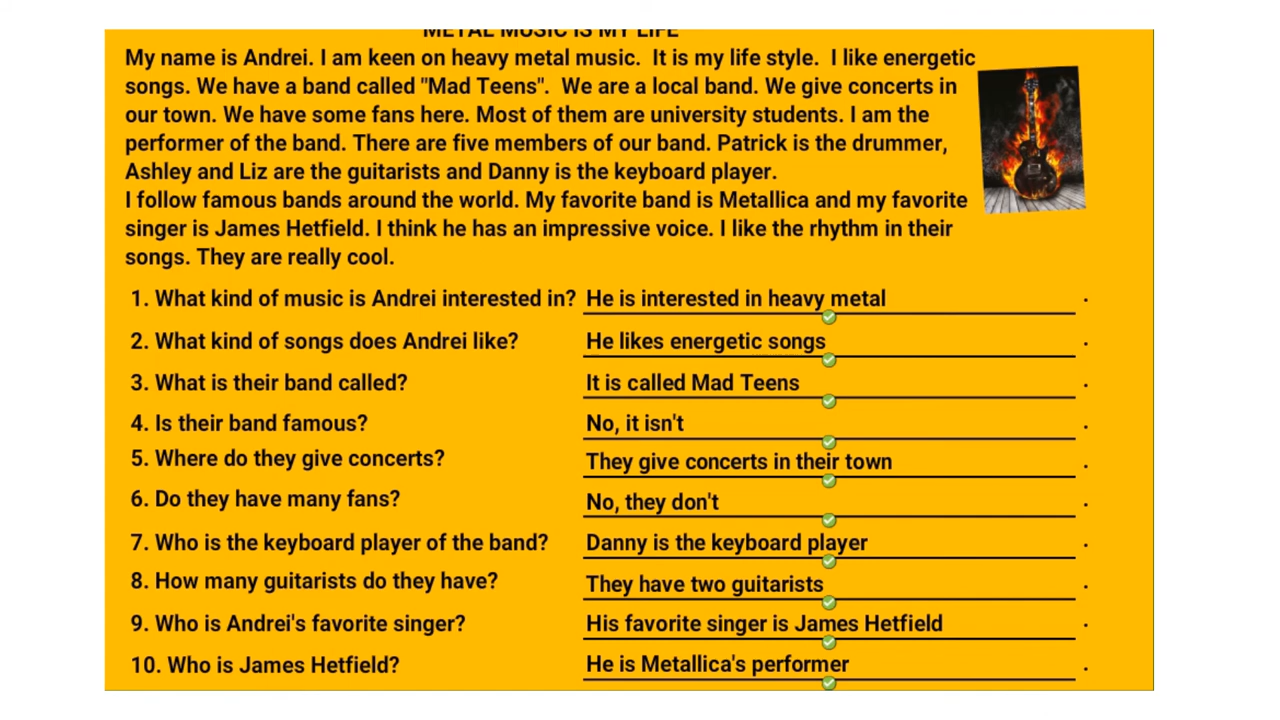 METAL MUSIC IS MY LIFE
My name is Andrei. I am keen on heavy metal music.  It is my life style.  I like energetic
songs. We have a band called "Mad Teens".  We are a local band. We give concerts in
our town. We have some fans here. Most of them are university students. I am the
performer of the band. There are five members of our band. Patrick is the drummer,
Ashley and Liz are the guitarists and Danny is the keyboard player.
I follow famous bands around the world. My favorite band is Metallica and my favorite
singer is James Hetfield. I think he has an impressive voice. I like the rhythm in their
songs. They are really cool.
1. What kind of music is Andrei interested in? He is interested in heavy metal .
2. What kind of songs does Andrei like? He likes energetic songs .
3. What is their band called? It is called Mad Teens .
4. Is their band famous? No, it isn't .
5. Where do they give concerts? They give concerts in their town .
6. Do they have many fans? No, they don't .
7. Who is the keyboard player of the band? Danny is the keyboard player .
8. How many guitarists do they have? They have two guitarists .
9. Who is Andrei's favorite singer? His favorite singer is James Hetfield .
10. Who is James Hetfield? He is Metallica's performer .